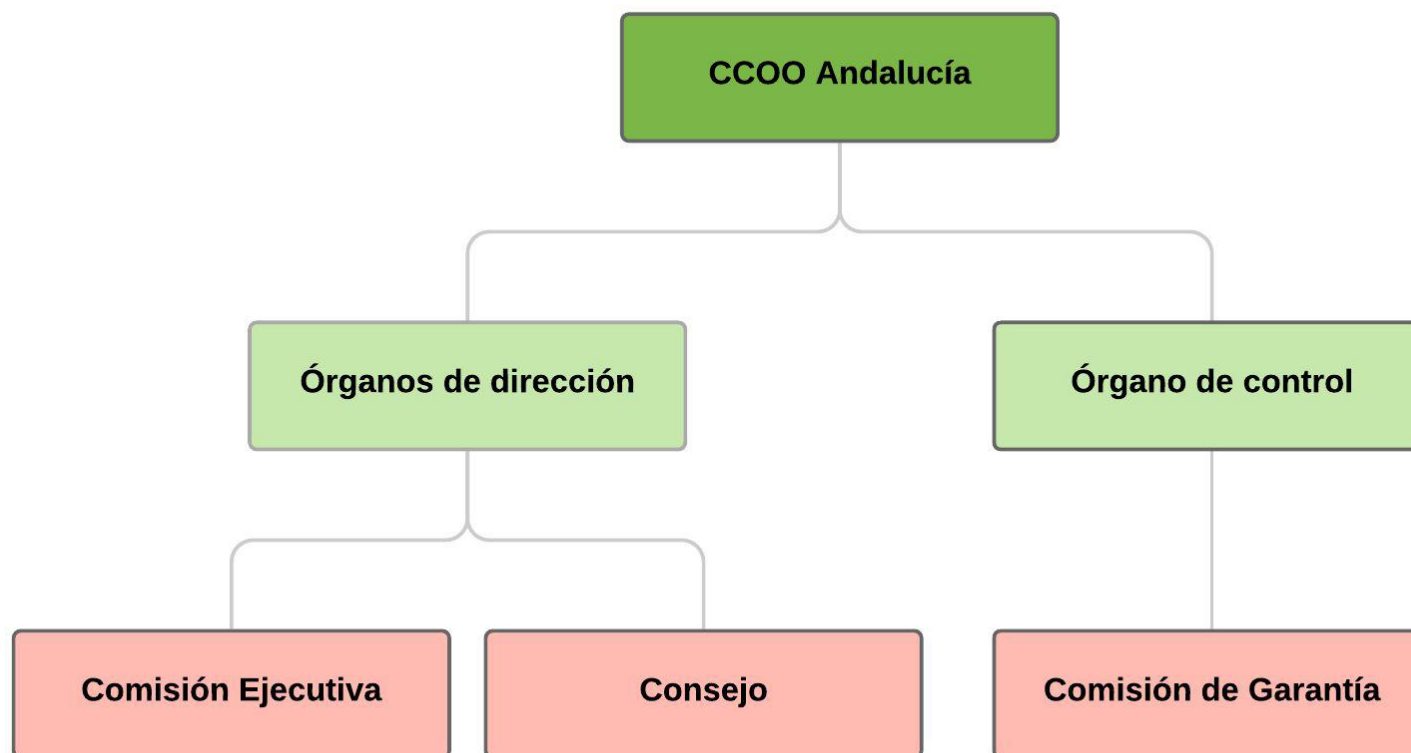 CCOO Andalucía
Órganos de dirección
Órgano de control
Comisión Ejecutiva
Consejo
Comisión de Garantía